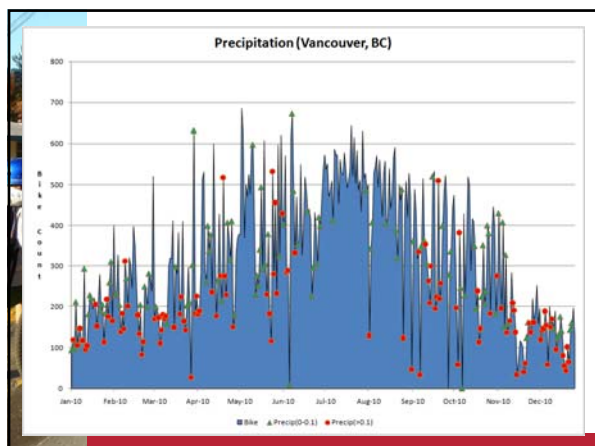 Precipitation (Vancouver, BC)
800
700
600
500
400
300
200
100
0
Bike Count
Jan-10 Feb-10 Mar-10 Apr-10 May-10 Jun-10 Jul-10 Aug-10 Sep-10 Oct-10 Nov-10 Dec-10
Bike Precip(0-0.1) Precip(>0.1)